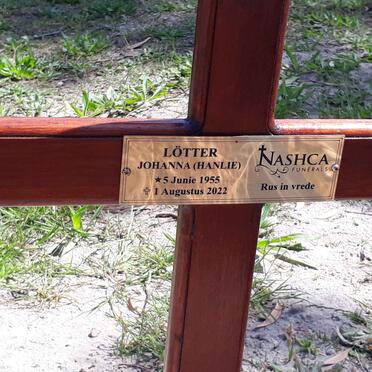 LÖTTER
JOHANNA (HANLIE)
★ 5 Junie 1955
✞ 1 Augustus 2022
NASHCA
FUNERALS
Rus in vrede